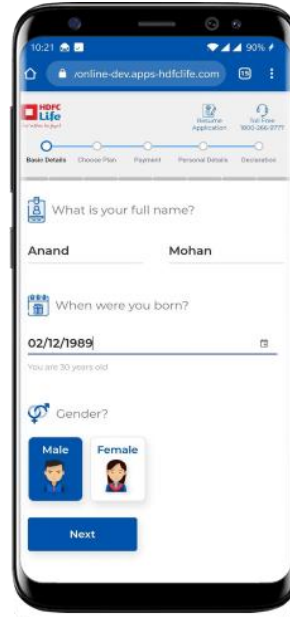 10:21
90%
/online-dev.apps-hdfclife.com
15
HDFC
Life
Resume
Application
Toll Free
1800-266-9777
Basic Details
Choose Plan
Payment
Personal Details
Declaration
What is your full name?
Anand Mohan
When were you born?
02/12/1989
You are 30 years old
Gender?
Male Female
Next